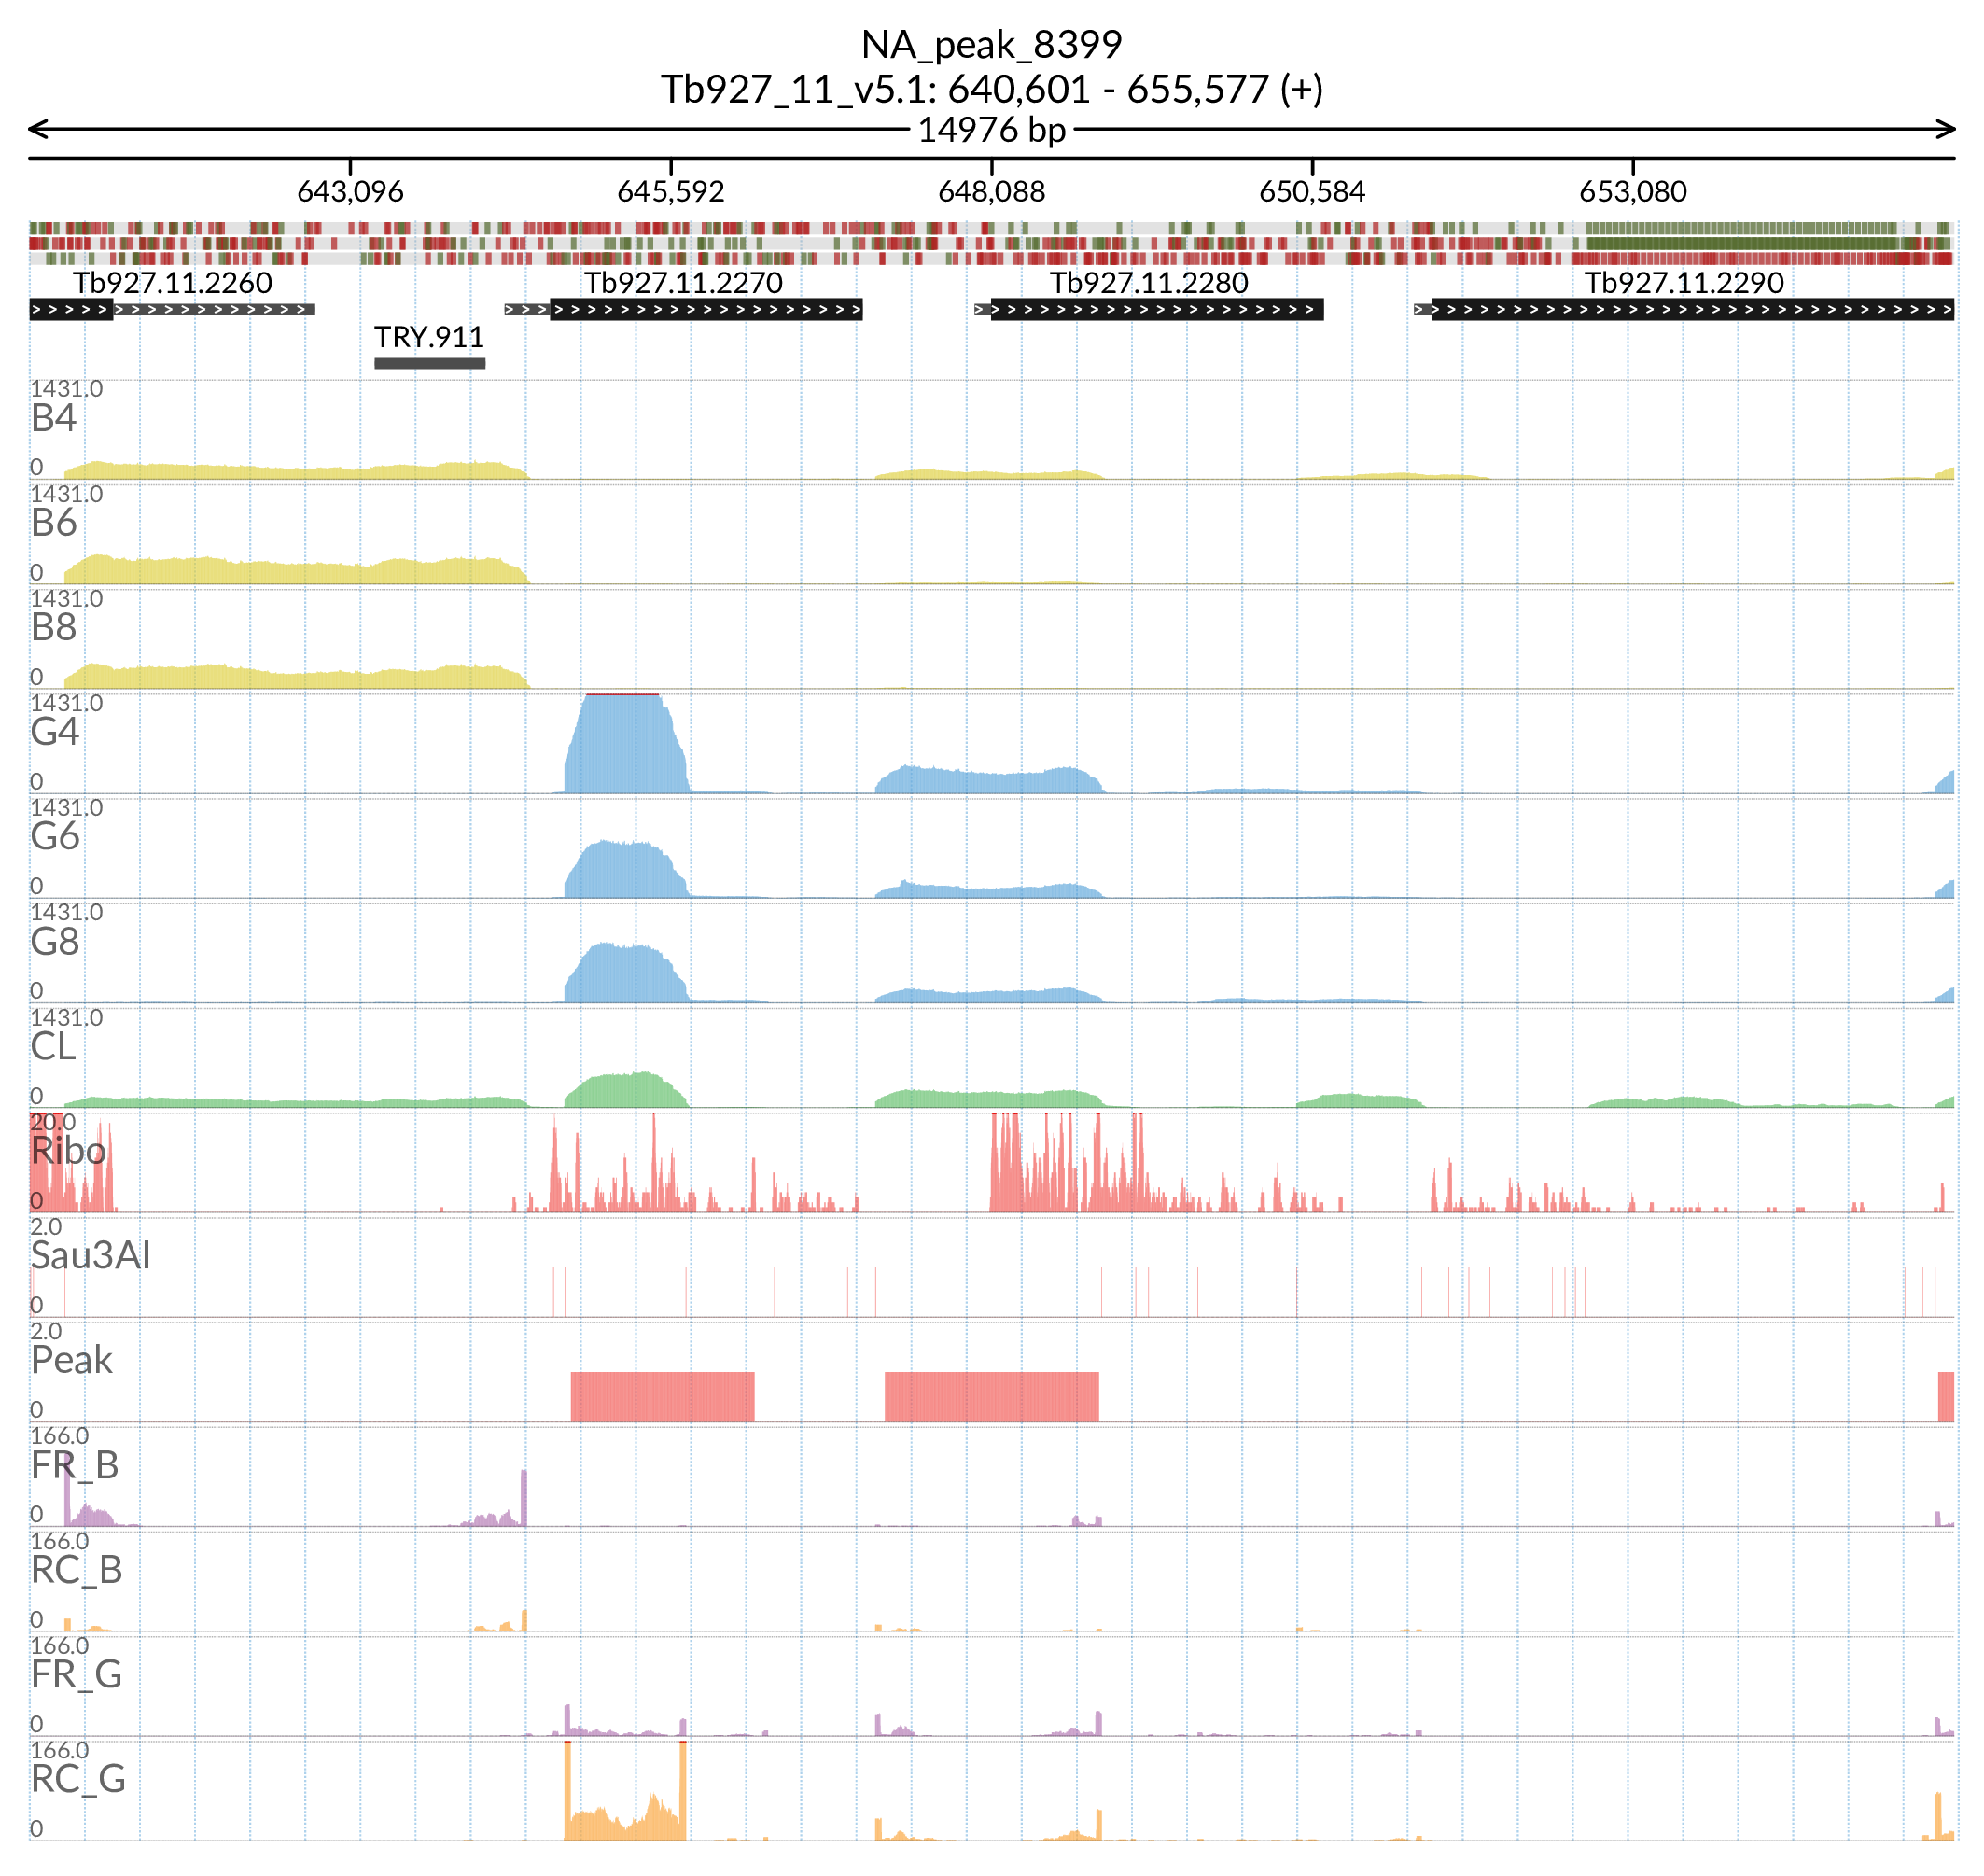 NA_peak_8399
Tb927_11_v5.1: 640,601 - 655,577 (+)
14976 bp
643,096 645,592 648,088 650,584 653,080
Tb927.11.2260 Tb927.11.2270 Tb927.11.2280 Tb927.11.2290
TRY.911
1431.0
B4
0
1431.0
B6
0
1431.0
B8
0
1431.0
G4
0
1431.0
G6
0
1431.0
G8
0
1431.0
CL
0
20.0
Ribo
0
2.0
Sau3AI
0
2.0
Peak
0
166.0
FR_B
0
166.0
RC_B
0
166.0
FR_G
0
166.0
RC_G
0